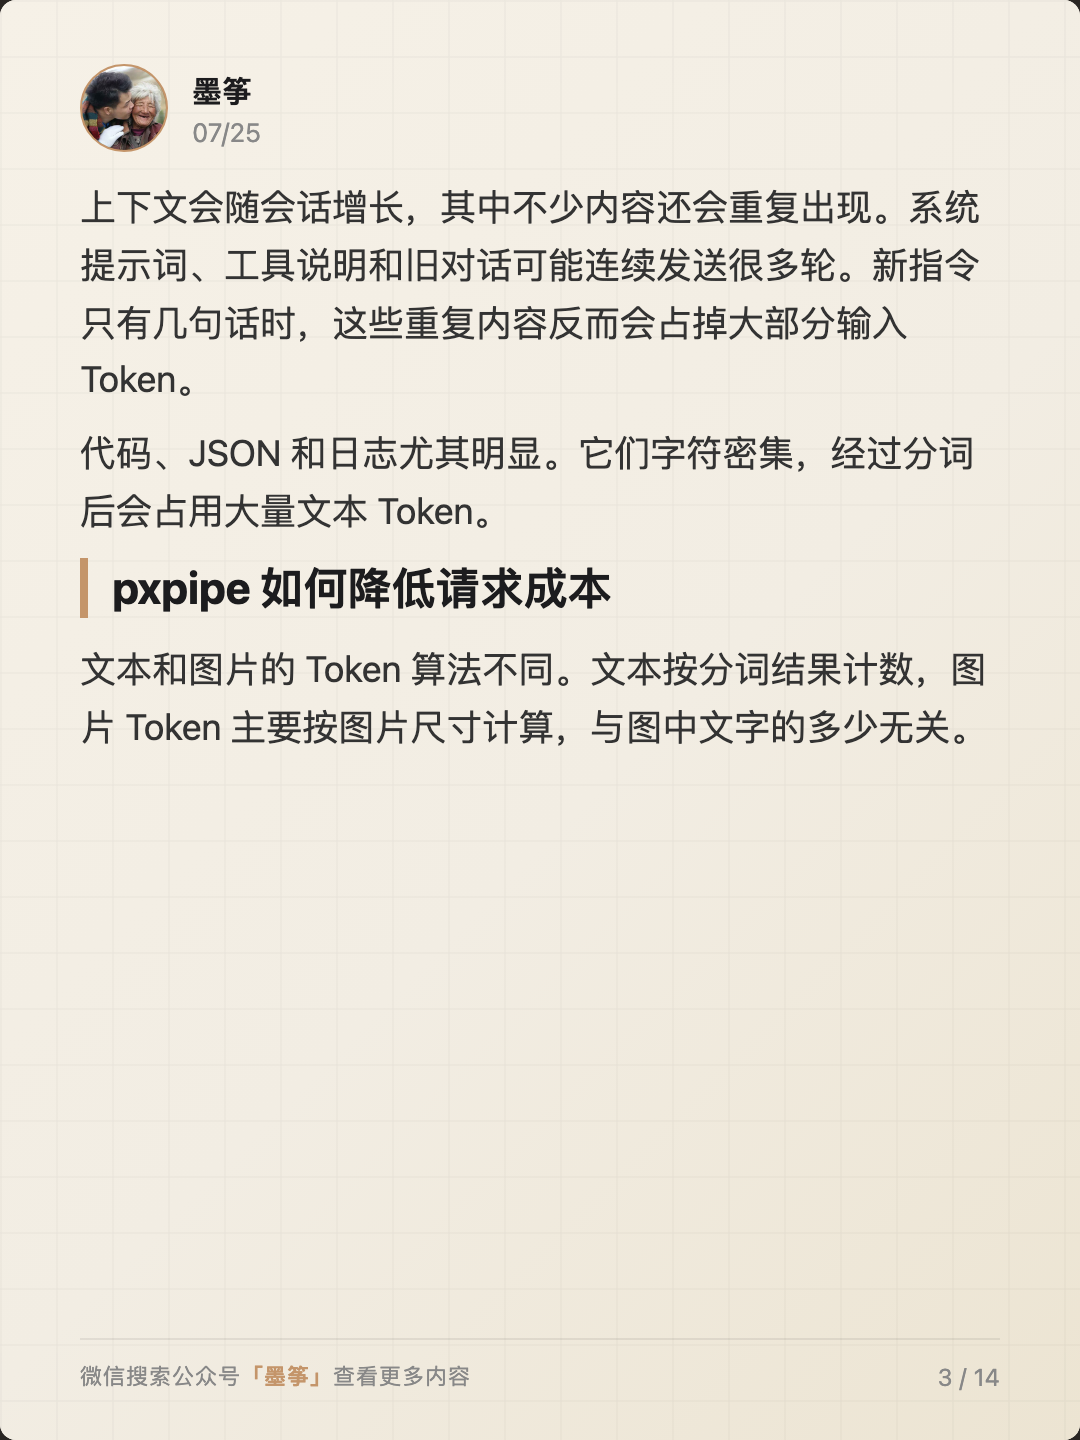 墨筝
07/25
上下文会随会话增长，其中不少内容还会重复出现。系统
提示词、工具说明和旧对话可能连续发送很多轮。新指令
只有几句话时，这些重复内容反而会占掉大部分输入
Token。
代码、JSON 和日志尤其明显。它们字符密集，经过分词
后会占用大量文本 Token。
pxpipe 如何降低请求成本
文本和图片的 Token 算法不同。文本按分词结果计数，图
片 Token 主要按图片尺寸计算，与图中文字的多少无关。
微信搜索公众号「墨筝」查看更多内容
3 / 14